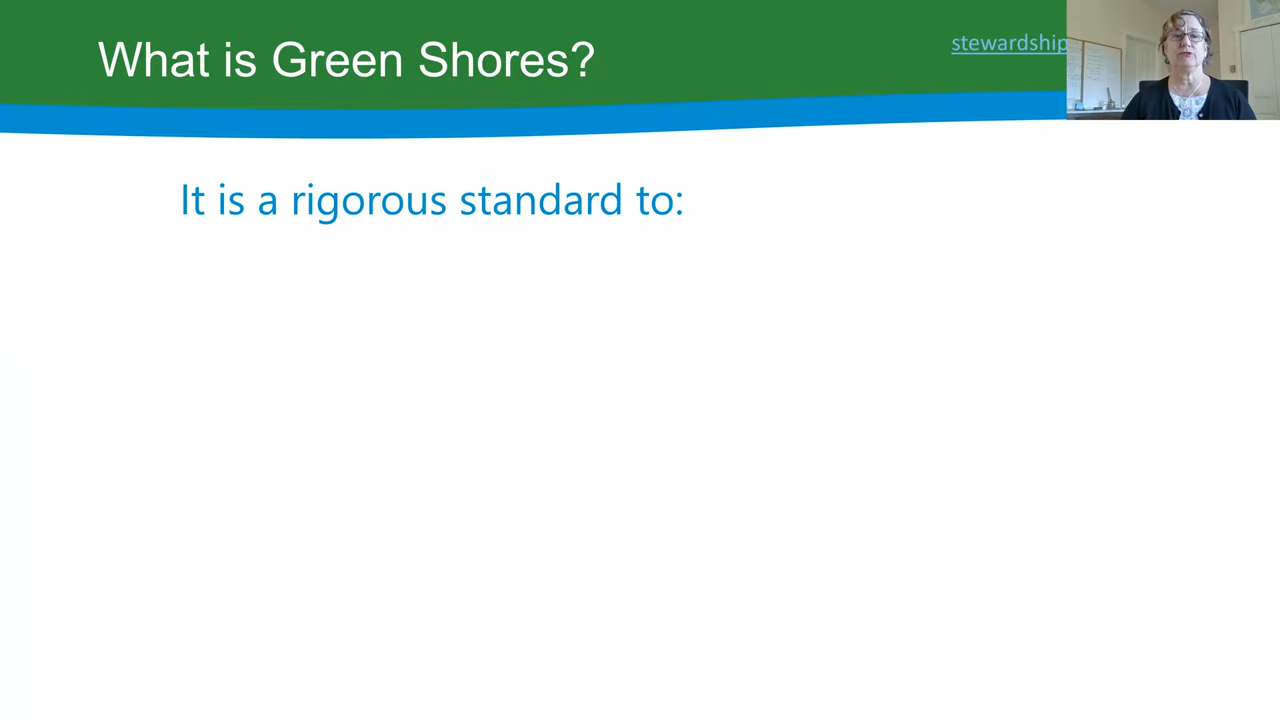 What is Green Shores?
stewardship
It is a rigorous standard to: